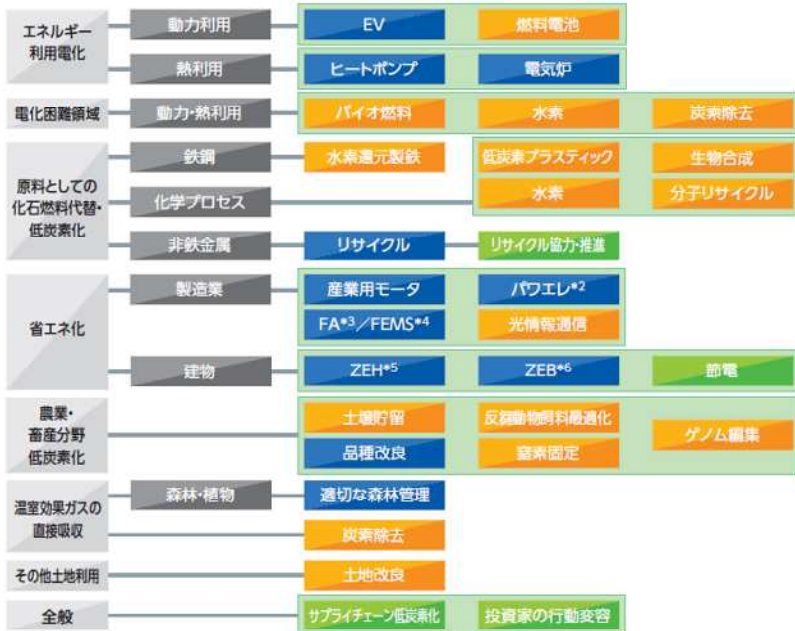 エネルギー
利用電化
動力利用
EV
燃料電池
熱利用
ヒートポンプ
電気炉
電化困難領域
動力・熱利用
バイオ燃料
水素
炭素除去
原料としての
化石燃料代替・
低炭素化
鉄鋼
水素還元製鉄
低炭素プラスティック
生物合成
化学プロセス
水素
分子リサイクル
非鉄金属
リサイクル
リサイクル協力・推進
省エネ化
製造業
産業用モータ
パワエレ*2
FA*3／FEMS*4
光情報通信
建物
ZEH*5
ZEB*6
節電
農業・
畜産分野
低炭素化
土壌貯留
反芻動物飼料最適化
ゲノム編集
品種改良
窒素固定
温室効果ガスの
直接吸収
森林・植物
適切な森林管理
炭素除去
その他土地利用
土地改良
全般
サプライチェーン低炭素化
投資家の行動変容